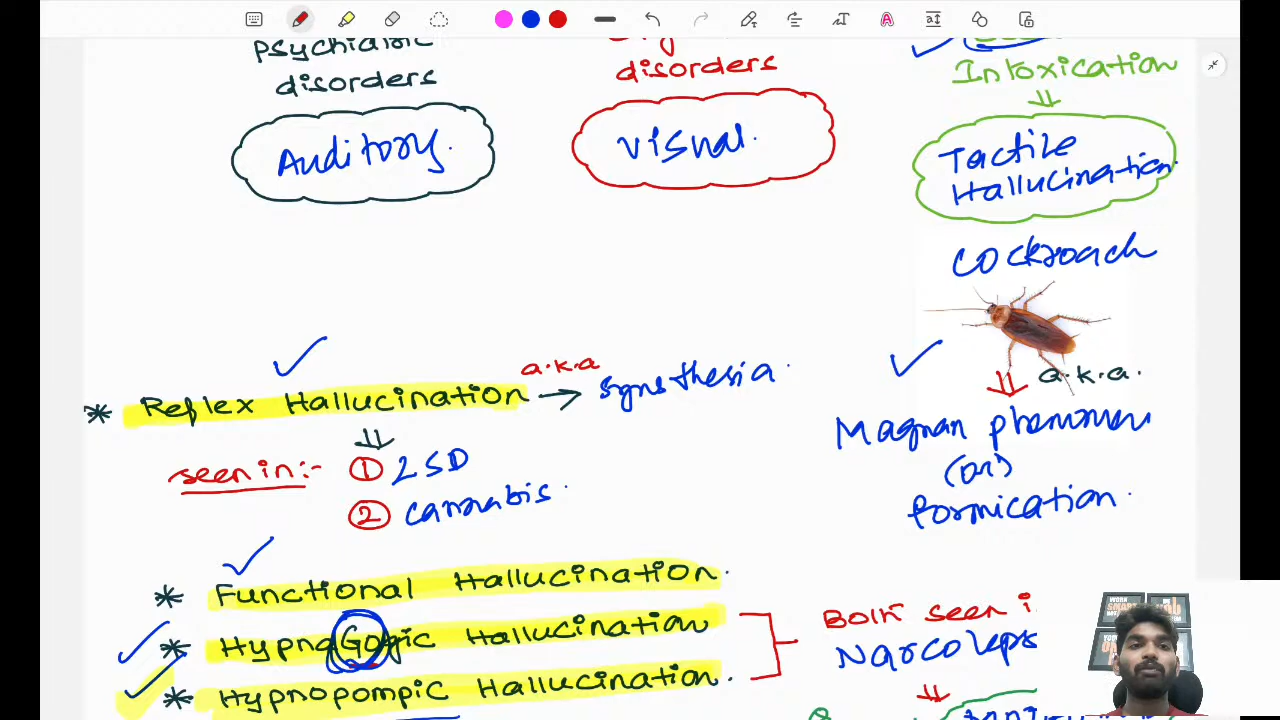 psychiatric
disorders
disorders
Intoxication
Auditory.
Visual.
Tactile
Hallucination
cockroach
a.k.a.
Magnan phenomenon
(or)
formication.
* Reflex Hallucination a.k.a → Synesthesia.
seen in:- ① LSD
② cannabis.
* Functional Hallucination.
* HypnaGogic Hallucination
* Hypnopompic Hallucination.
Both seen
Narcoleps